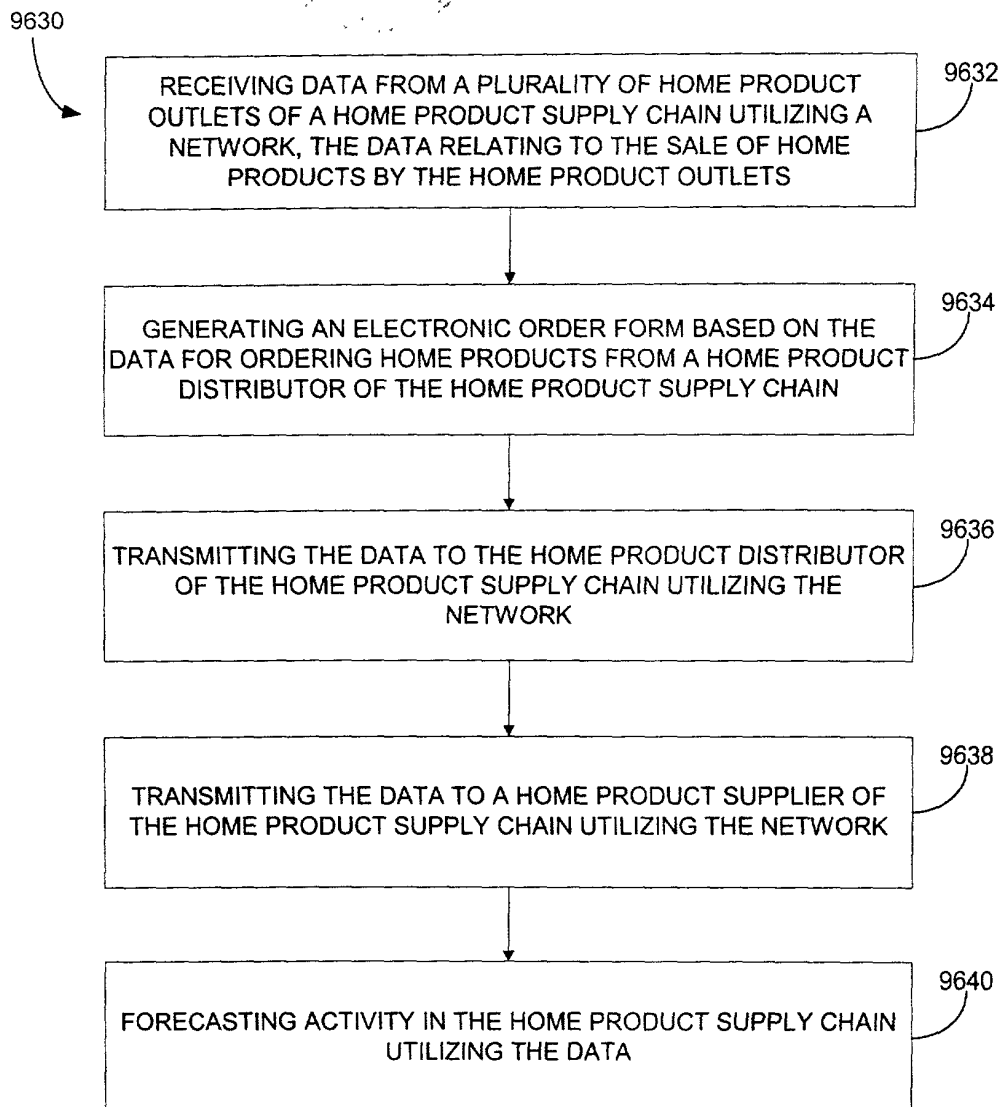 9630
RECEIVING DATA FROM A PLURALITY OF HOME PRODUCT
OUTLETS OF A HOME PRODUCT SUPPLY CHAIN UTILIZING A
NETWORK, THE DATA RELATING TO THE SALE OF HOME
PRODUCTS BY THE HOME PRODUCT OUTLETS
9632
GENERATING AN ELECTRONIC ORDER FORM BASED ON THE
DATA FOR ORDERING HOME PRODUCTS FROM A HOME PRODUCT
DISTRIBUTOR OF THE HOME PRODUCT SUPPLY CHAIN
9634
TRANSMITTING THE DATA TO THE HOME PRODUCT DISTRIBUTOR
OF THE HOME PRODUCT SUPPLY CHAIN UTILIZING THE
NETWORK
9636
TRANSMITTING THE DATA TO A HOME PRODUCT SUPPLIER OF
THE HOME PRODUCT SUPPLY CHAIN UTILIZING THE NETWORK
9638
FORECASTING ACTIVITY IN THE HOME PRODUCT SUPPLY CHAIN
UTILIZING THE DATA
9640